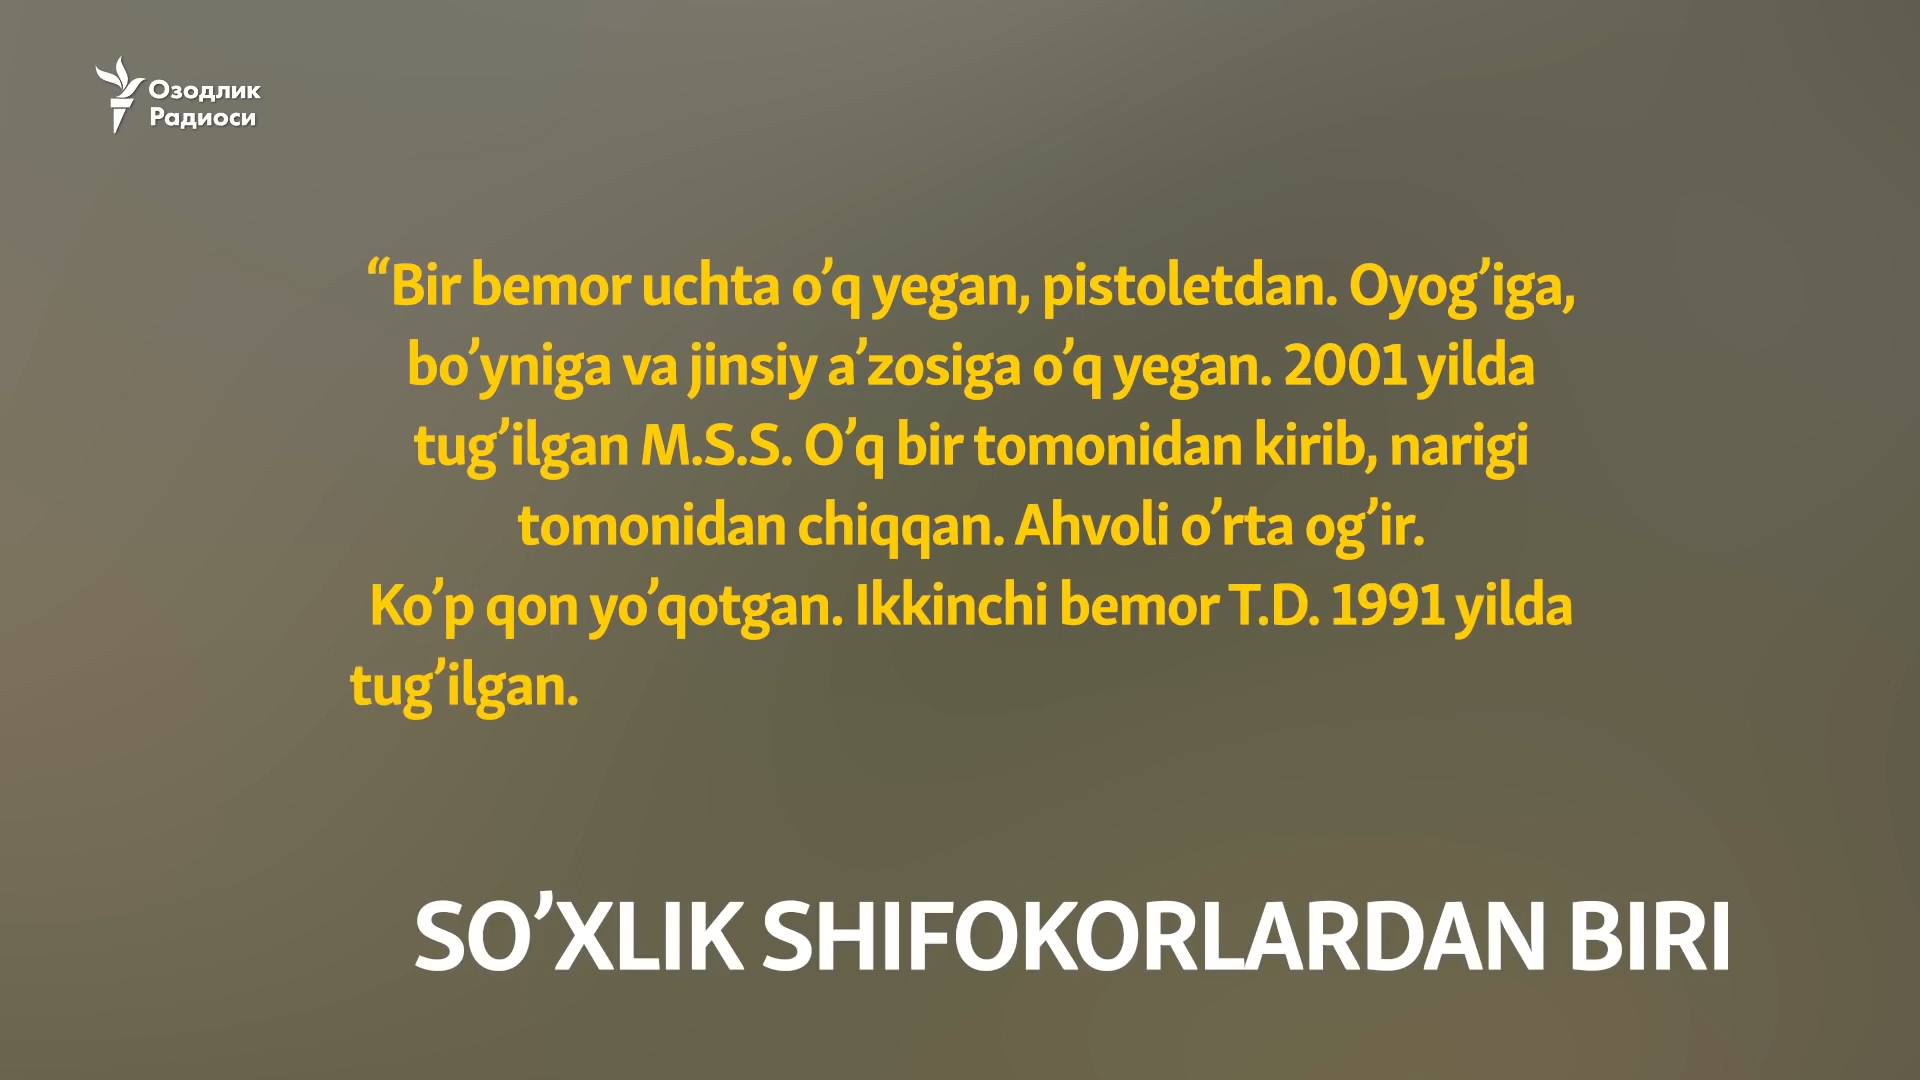 Озодлик
Радиоси
“Bir bemor uchta o’q yegan, pistoletdan. Oyog’iga,
bo’yniga va jinsiy a’zosiga o’q yegan. 2001 yilda
tug’ilgan M.S.S. O’q bir tomonidan kirib, narigi
tomonidan chiqqan. Ahvoli o’rta og’ir.
Ko’p qon yo’qotgan. Ikkinchi bemor T.D. 1991 yilda
tug’ilgan.
SO’XLIK SHIFOKORLARDAN BIRI